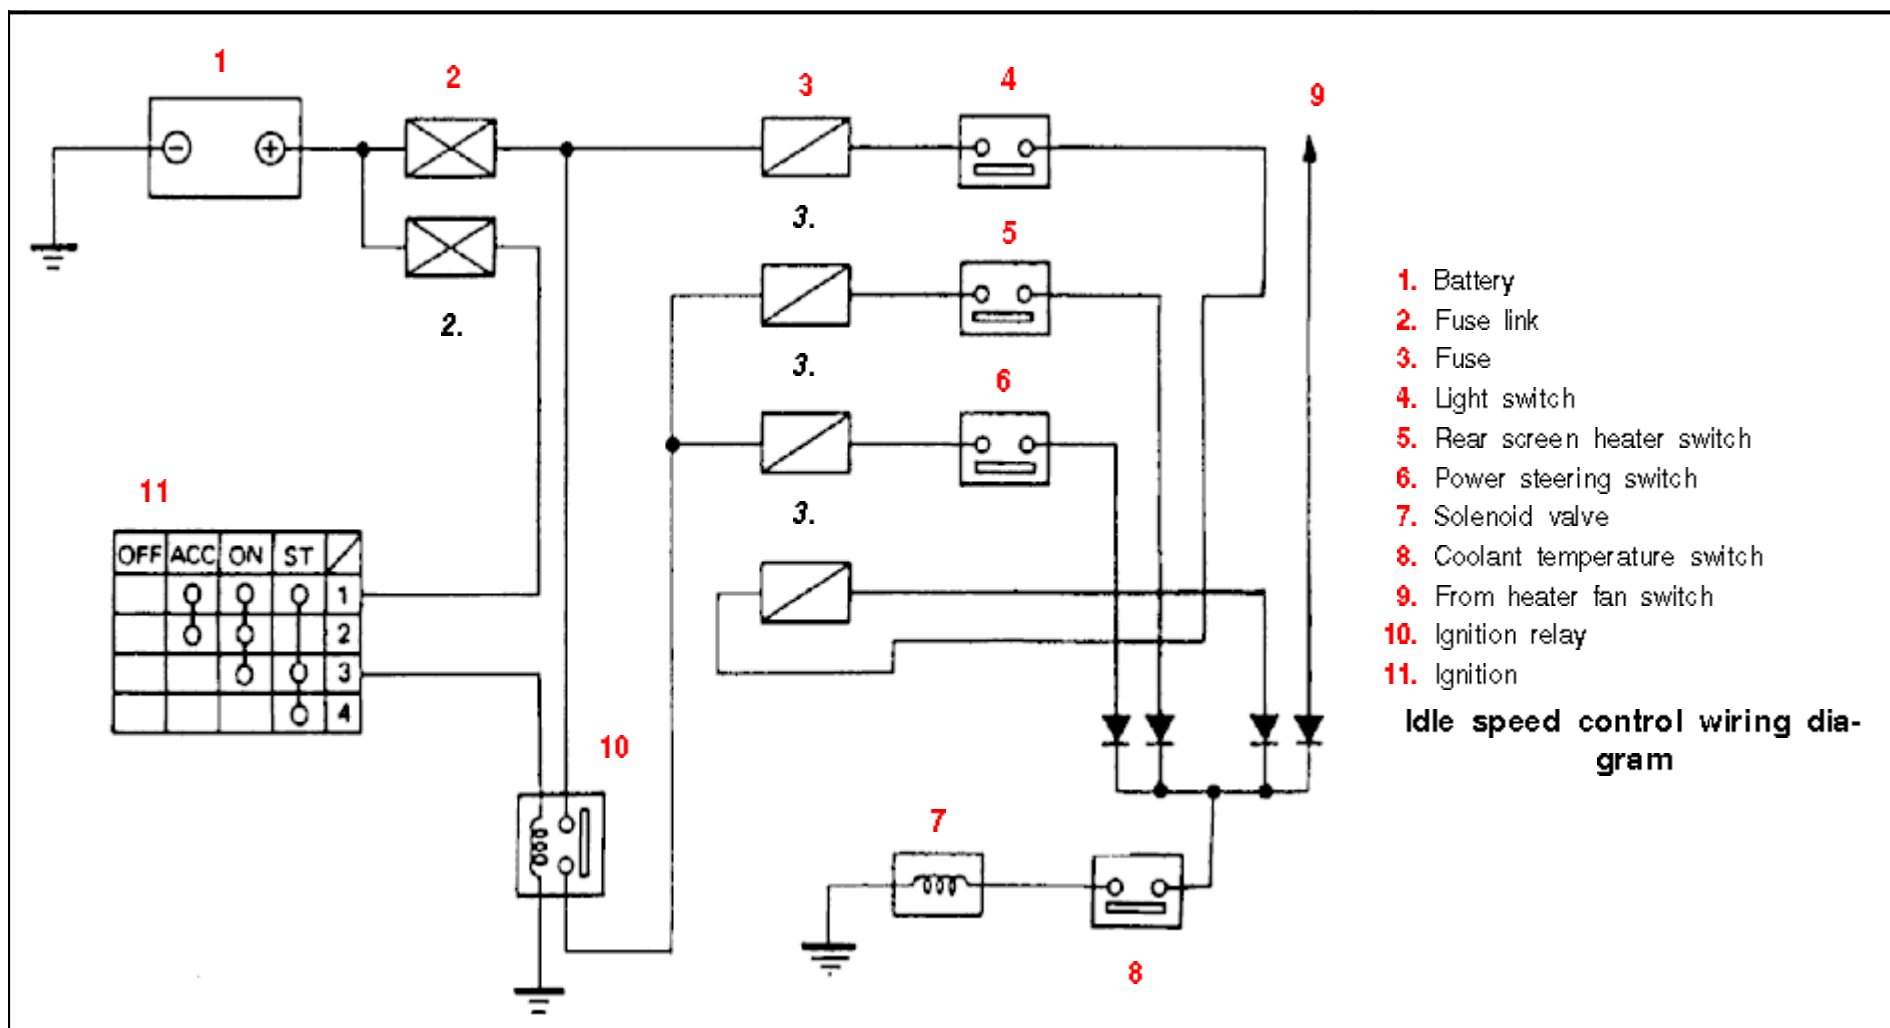 1
2
3
4
9
3.
5
2.
3.
6
11
3.
OFF ACC ON ST
1
2
3
4
10
7
8
1. Battery
2. Fuse link
3. Fuse
4. Light switch
5. Rear screen heater switch
6. Power steering switch
7. Solenoid valve
8. Coolant temperature switch
9. From heater fan switch
10. Ignition relay
11. Ignition
Idle speed control wiring dia-
gram